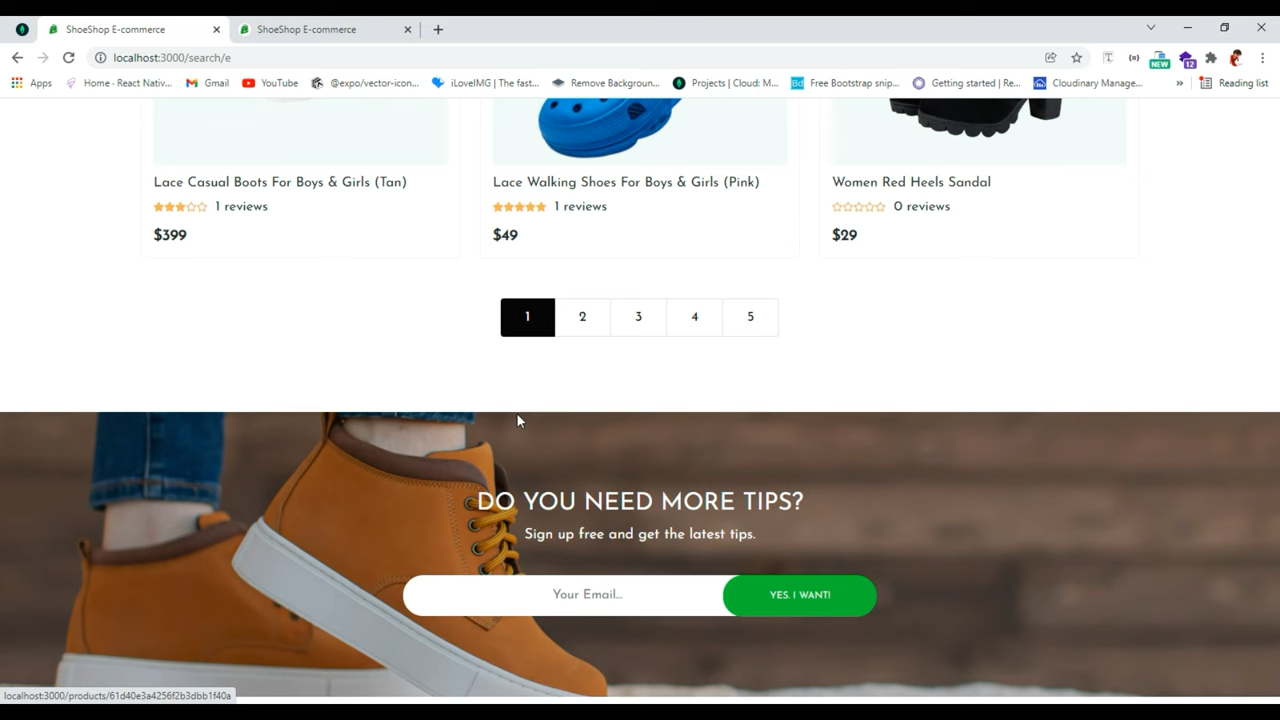 ShoeShop E-commerce
ShoeShop E-commerce
localhost:3000/search/e
Apps
Home · React Nativ...
Gmail
YouTube
@expo/vector-icon...
iLoveIMG | The fast...
Remove Backgroun...
Projects | Cloud: M...
Bd
Free Bootstrap snip...
Getting started | Re...
Cloudinary Manage...
»
Reading list
NEW
12
Lace Casual Boots For Boys & Girls (Tan)
1 reviews
$399
Lace Walking Shoes For Boys & Girls (Pink)
1 reviews
$49
Women Red Heels Sandal
0 reviews
$29
1 2 3 4 5
DO YOU NEED MORE TIPS?
Sign up free and get the latest tips.
Your Email...
YES. I WANT!
localhost:3000/products/61d40e3a4256f2b3dbb1f40a